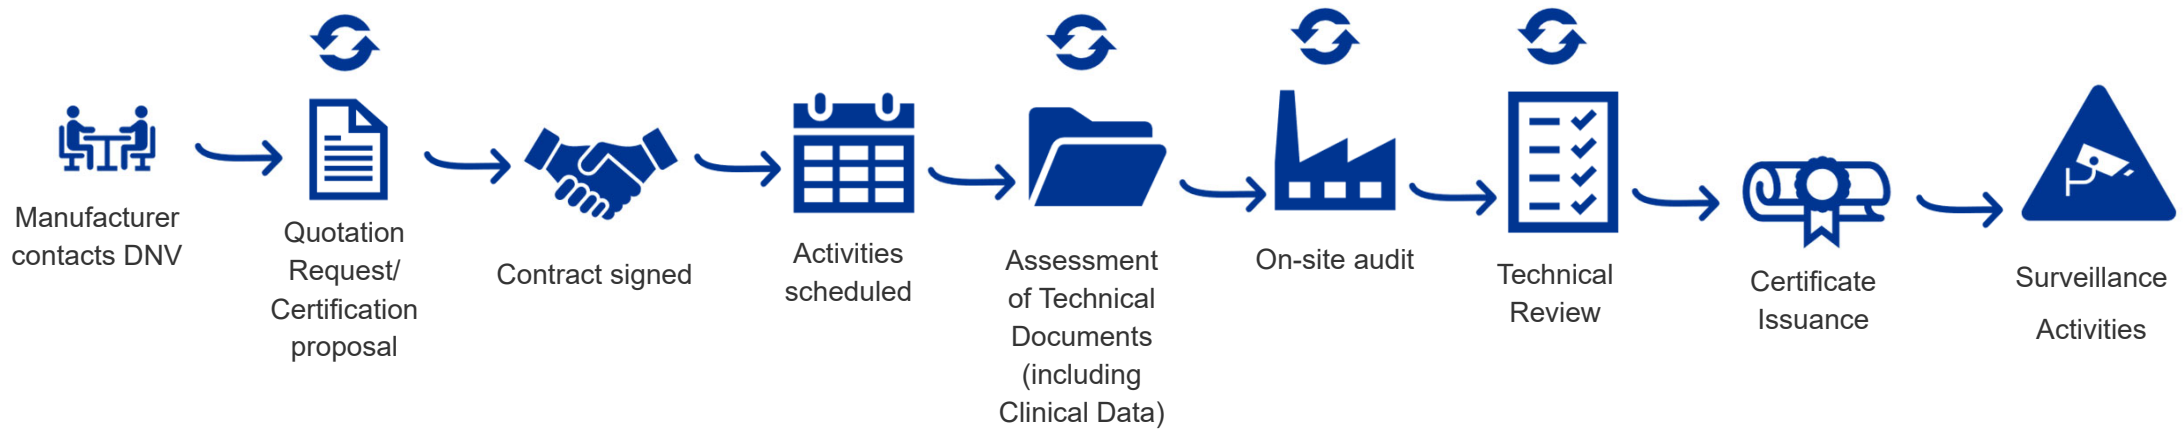 Manufacturer
contacts DNV
Quotation
Request/
Certification
proposal
Contract signed
Activities
scheduled
Assessment
of Technical
Documents
(including
Clinical Data)
On-site audit
Technical
Review
Certificate
Issuance
Surveillance
Activities